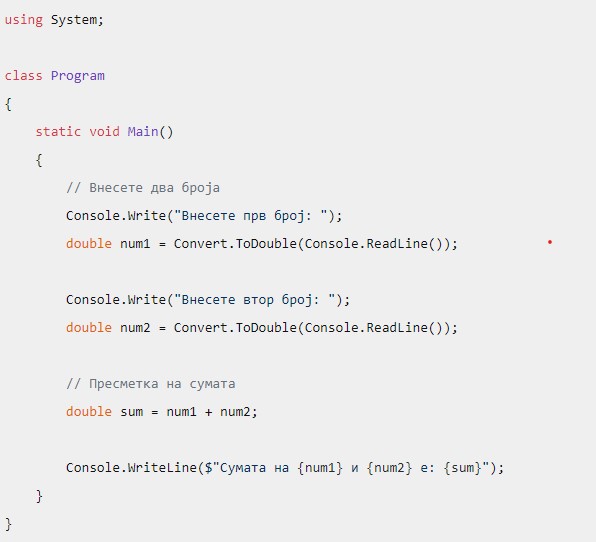 using System;
class Program
{
static void Main()
{
// Внесете два броја
Console.Write("Внесете прв број: ");
double num1 = Convert.ToDouble(Console.ReadLine());
Console.Write("Внесете втор број: ");
double num2 = Convert.ToDouble(Console.ReadLine());
// Пресметка на сумата
double sum = num1 + num2;
Console.WriteLine($"Сумата на {num1} и {num2} е: {sum}");
}
}